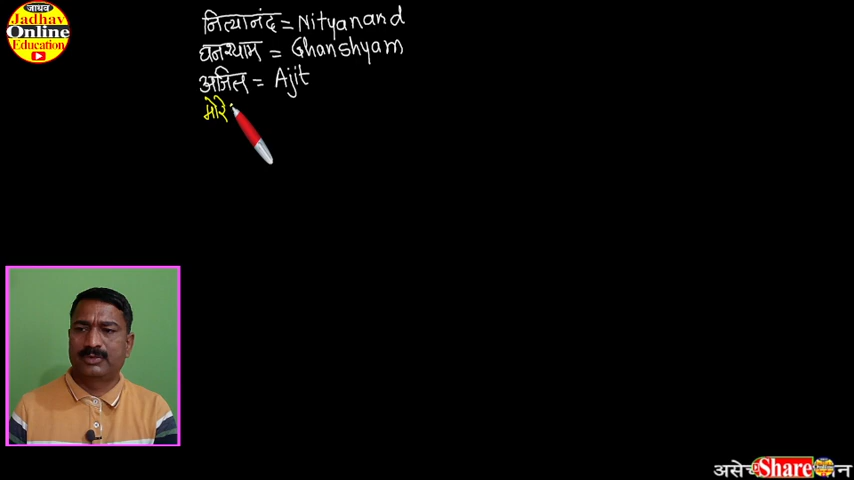 जाधव
Jadhav
Online
Education
नित्यानंद = Nityanand
घनश्याम = Ghanshyam
अजित = Ajit
मोरे
Share